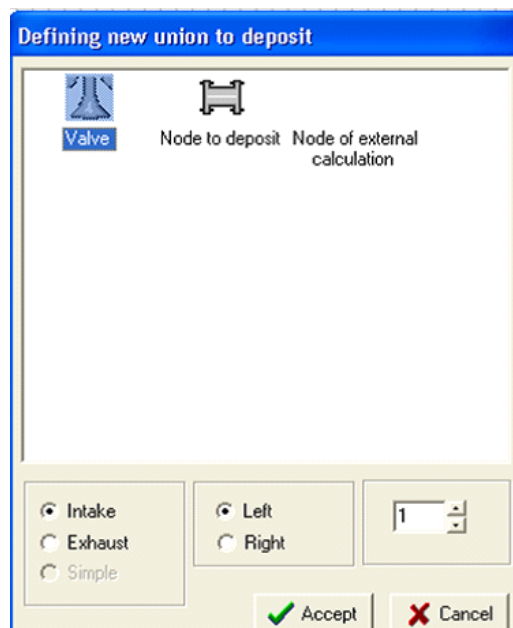 Defining new union to deposit
Valve
Node to deposit
Node of external
calculation
Intake
Exhaust
Simple
Left
Right
1
Accept
Cancel